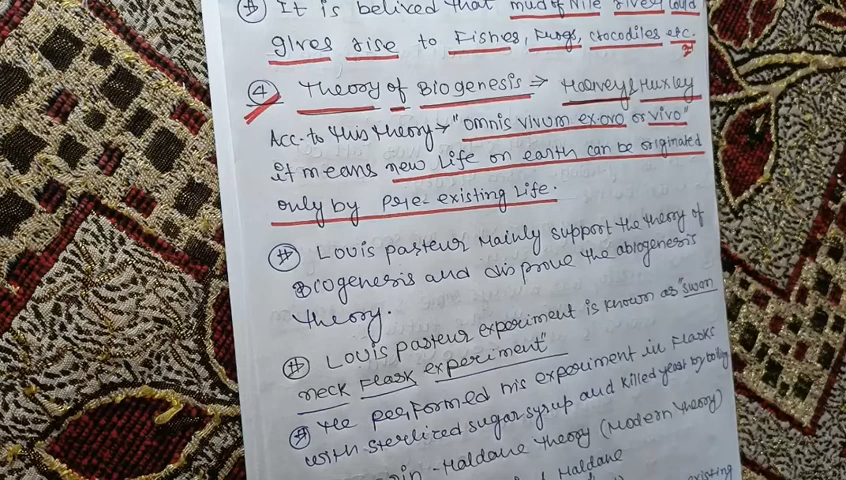 It is belived that mud of Nile river could
gives rise to Fishes, Frogs, crocodiles etc.
④ Theory of Biogenesis ⇒ Harvey & Huxley
Acc. to this theory → "omnis vivum ex-ovo or vivo"
it means new Life on earth can be originated
only by pre-existing Life.
# Louis pasteur mainly support the theory of
Biogenesis and disprove the abiogenesis
theory.
# Louis pasteur experiment is known as "swan
neck Flask experiment"
# He performed his experiment in Flasks
with sterlized sugar syrup and killed yeast by boiling
-Haldane theory (Modern theory)
Haldane
existing